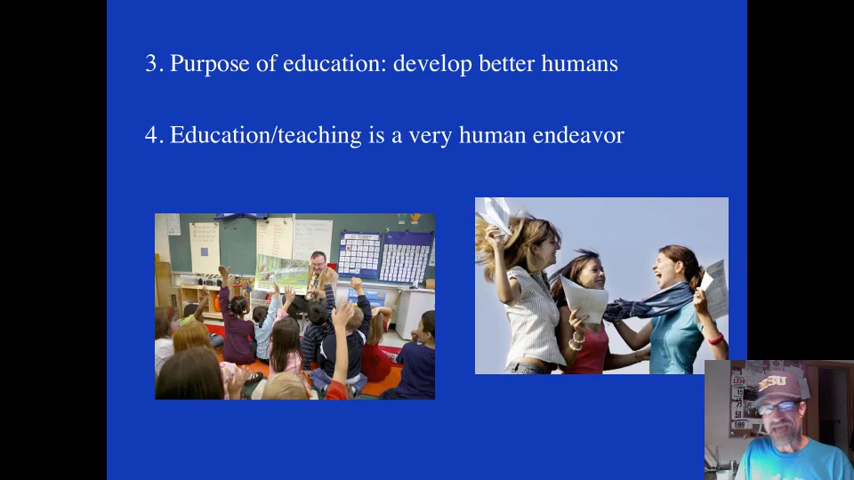 3. Purpose of education: develop better humans
4. Education/teaching is a very human endeavor